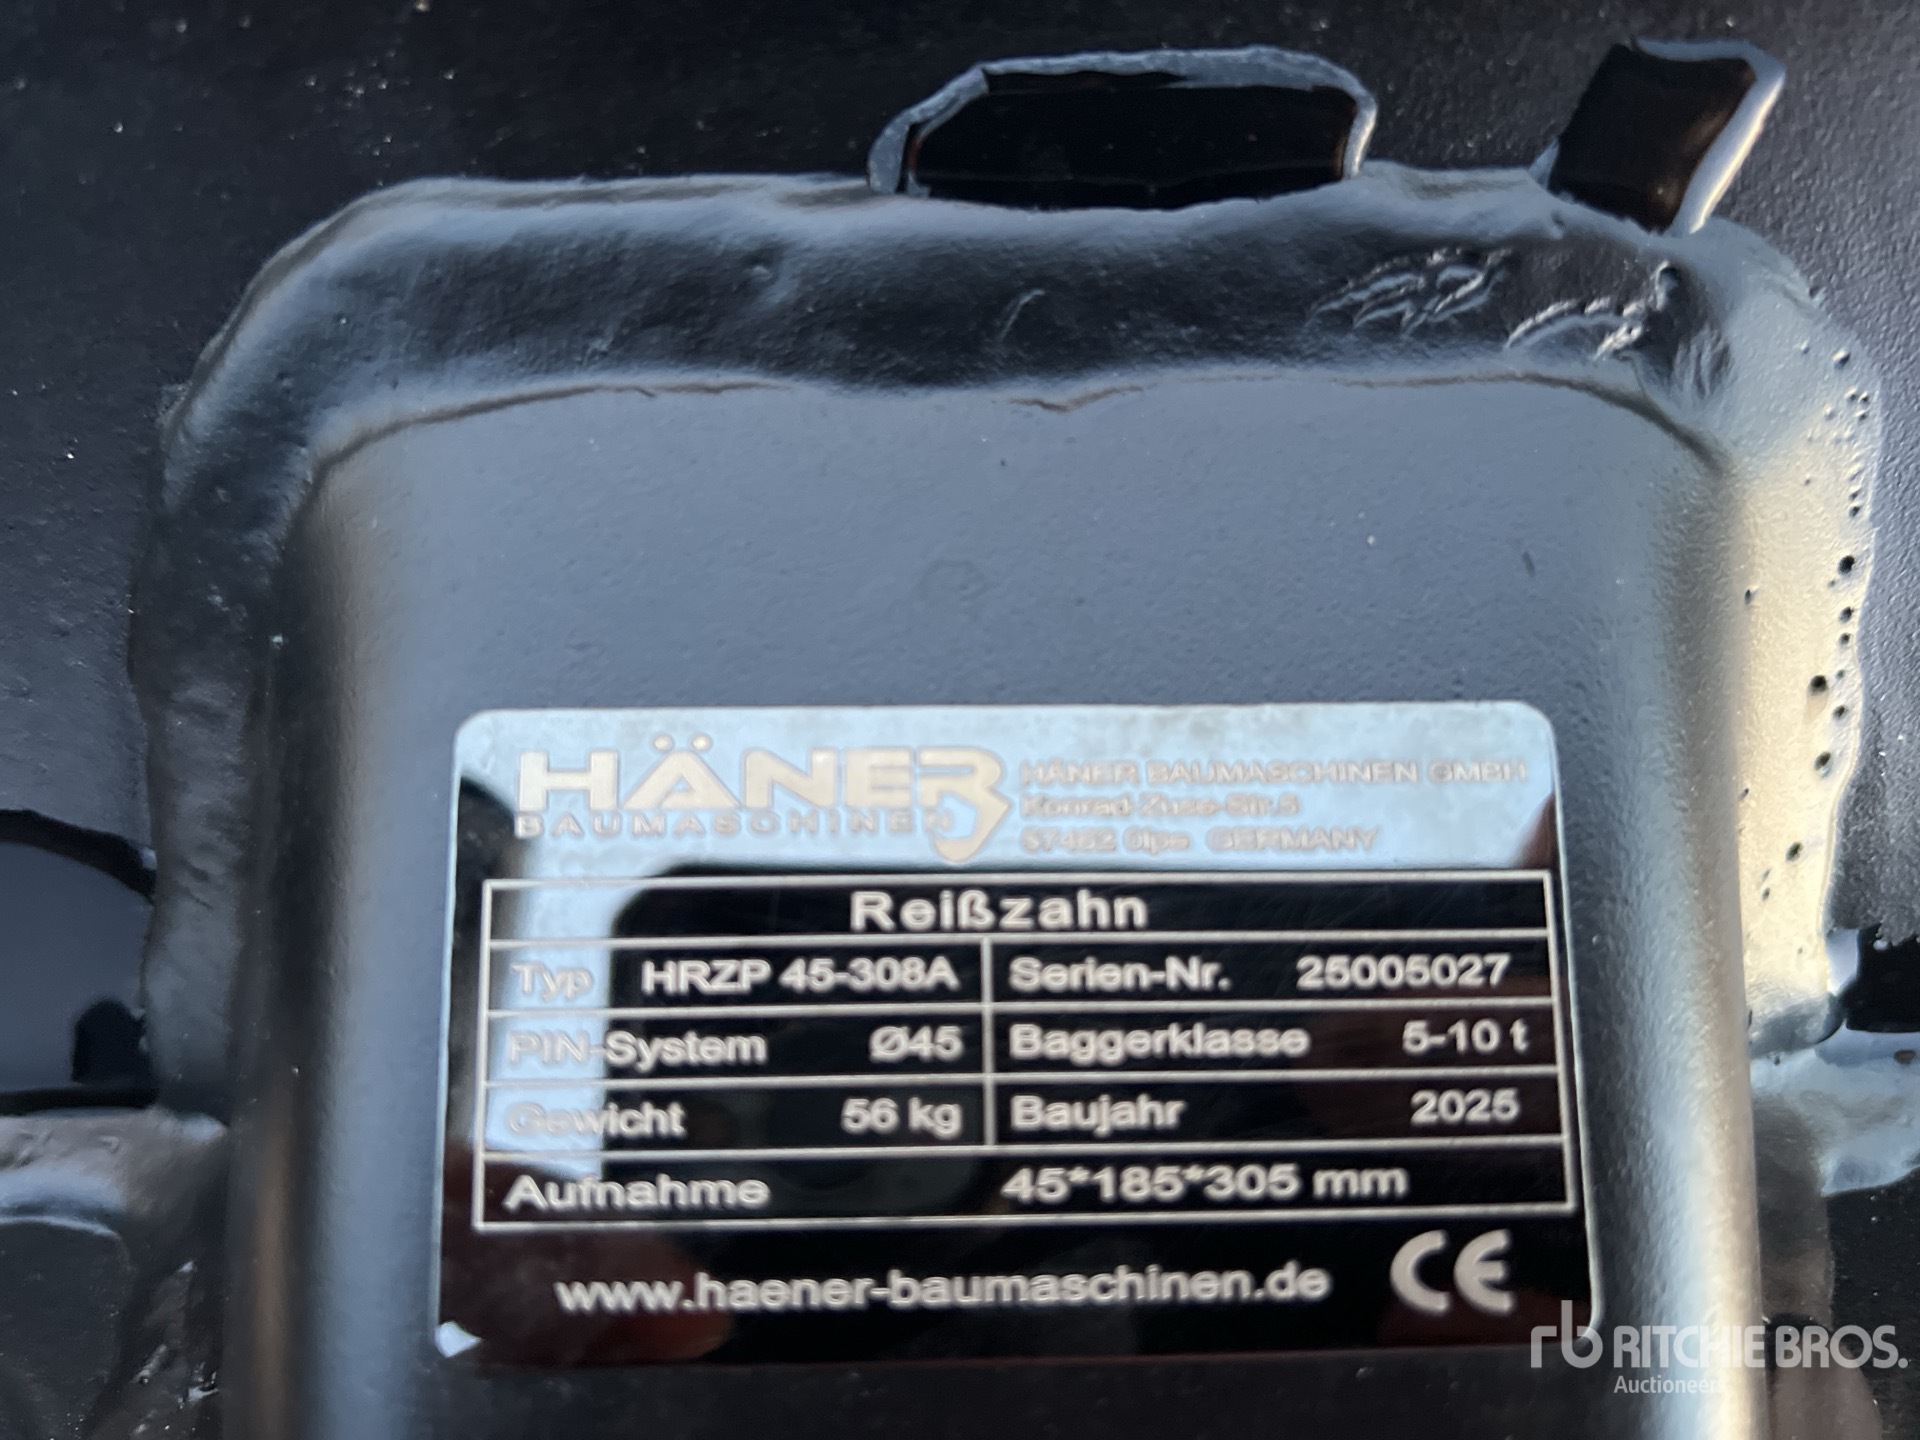 HÄNER
BAUMASCHINEN
HÄNER BAUMASCHINEN GMBH
Konrad-Zuse-Str.5
57462 Olpe GERMANY
Reißzahn
Typ HRZP 45-308A Serien-Nr. 25005027
PIN-System Ø45 Baggerklasse 5-10 t
Gewicht 56 kg Baujahr 2025
Aufnahme 45*185*305 mm
www.haener-baumaschinen.de CE
rb RITCHIE BROS.
Auctioneers